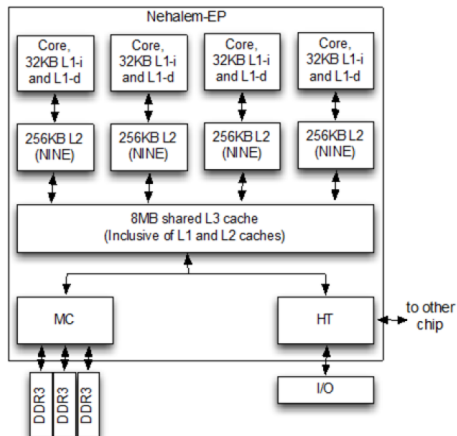 Nehalem-EP
Core,
32KB L1-i
and L1-d
Core,
32KB L1-i
and L1-d
Core,
32KB L1-i
and L1-d
Core,
32KB L1-i
and L1-d
256KB L2
(NINE)
256KB L2
(NINE)
256KB L2
(NINE)
256KB L2
(NINE)
8MB shared L3 cache
(Inclusive of L1 and L2 caches)
MC
HT
to other
chip
DDR3
DDR3
DDR3
I/O